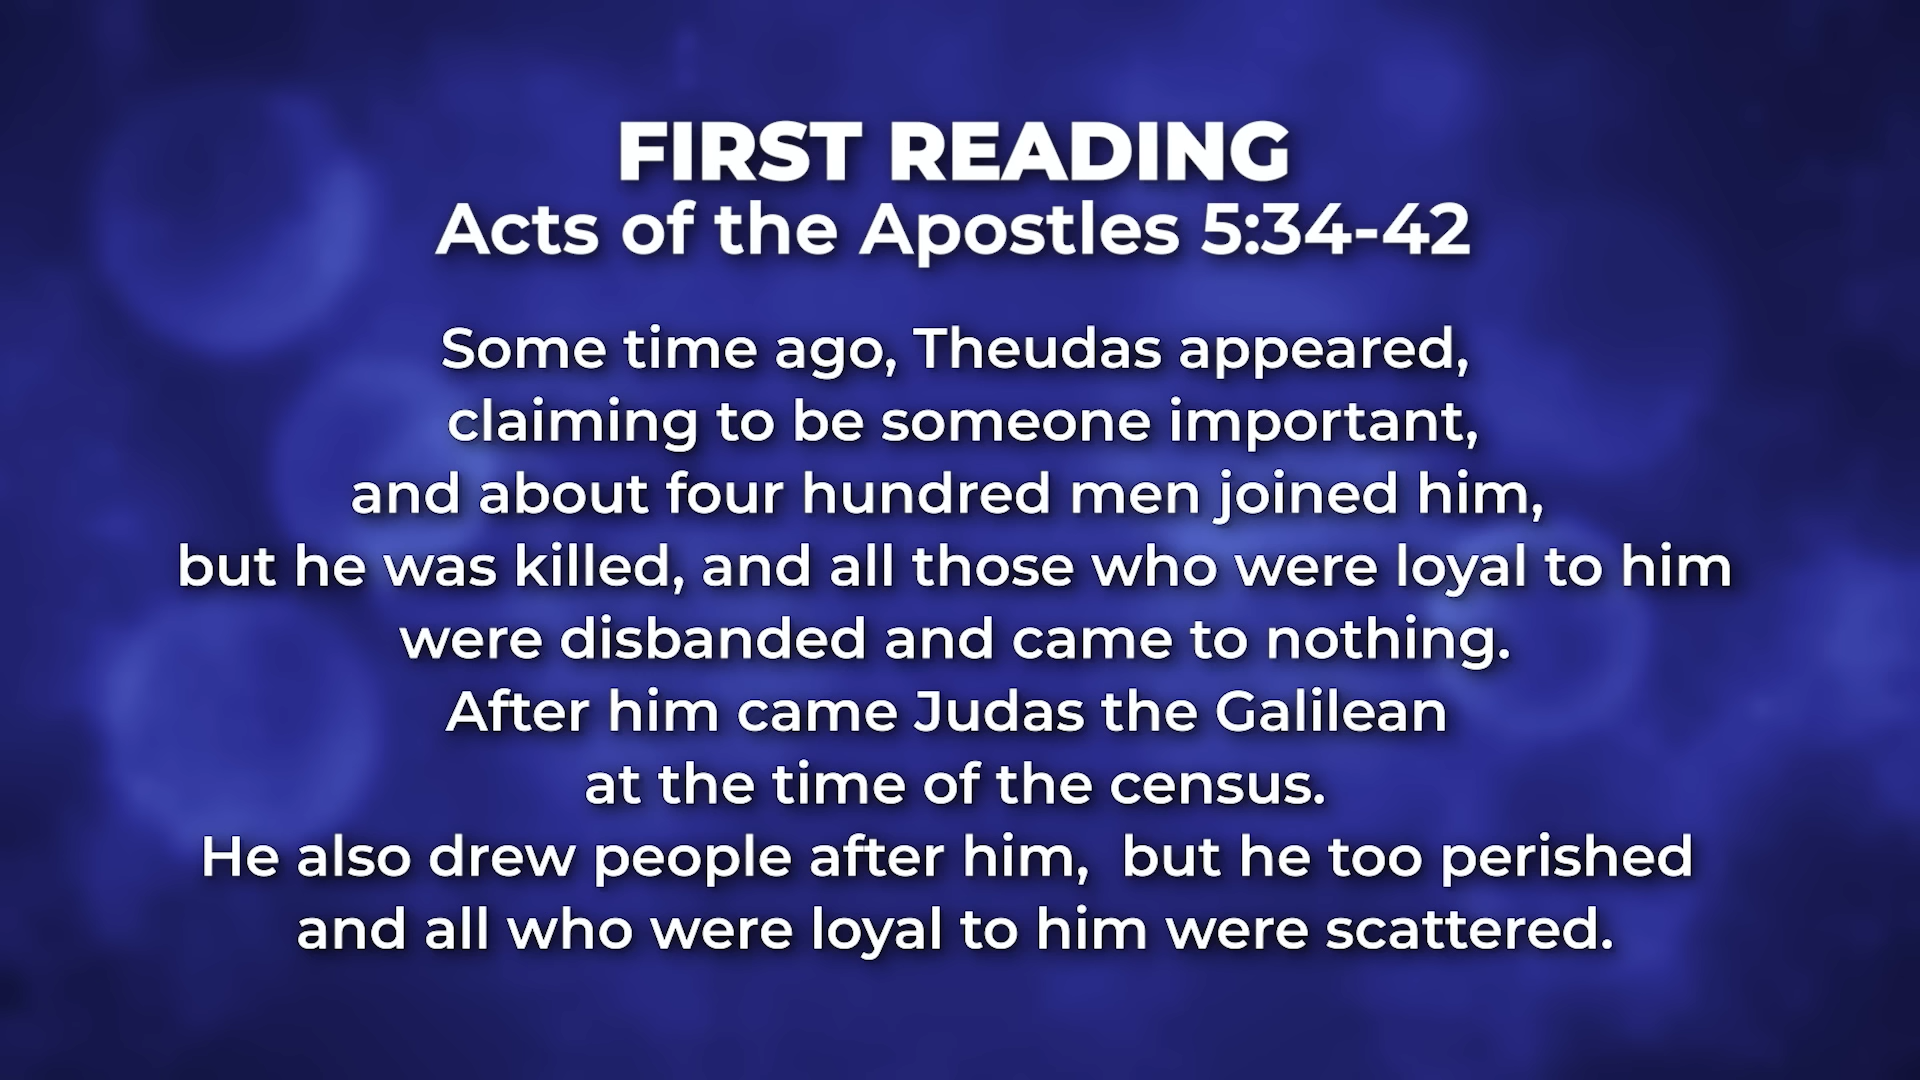 FIRST READING
Acts of the Apostles 5:34-42
Some time ago, Theudas appeared,
claiming to be someone important,
and about four hundred men joined him,
but he was killed, and all those who were loyal to him
were disbanded and came to nothing.
After him came Judas the Galilean
at the time of the census.
He also drew people after him,  but he too perished
and all who were loyal to him were scattered.